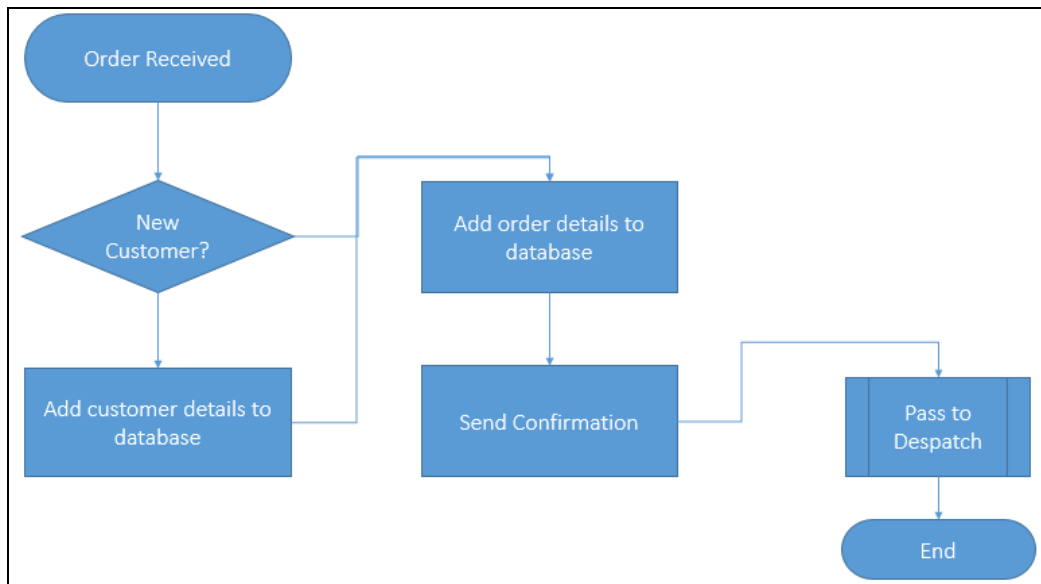 Order Received
New
Customer?
Add customer details to
database
Add order details to
database
Send Confirmation
Pass to
Despatch
End